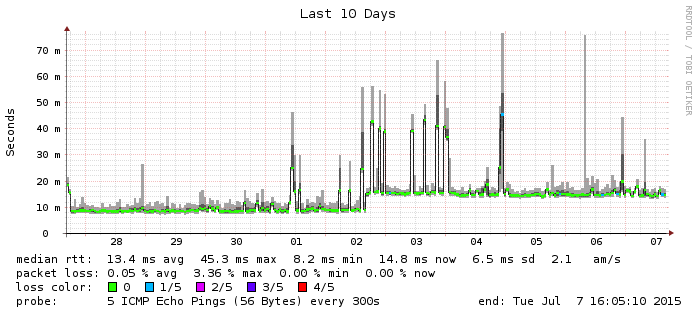 Last 10 Days
RRDTOOL / TOBI OETIKER
Seconds
70 m
60 m
50 m
40 m
30 m
20 m
10 m
0
28 29 30 01 02 03 04 05 06 07
median rtt: 13.4 ms avg 45.3 ms max 8.2 ms min 14.8 ms now 6.5 ms sd 2.1 am/s
packet loss: 0.05 % avg 3.36 % max 0.00 % min 0.00 % now
loss color: 0 1/5 2/5 3/5 4/5
probe: 5 ICMP Echo Pings (56 Bytes) every 300s end: Tue Jul 7 16:05:10 2015